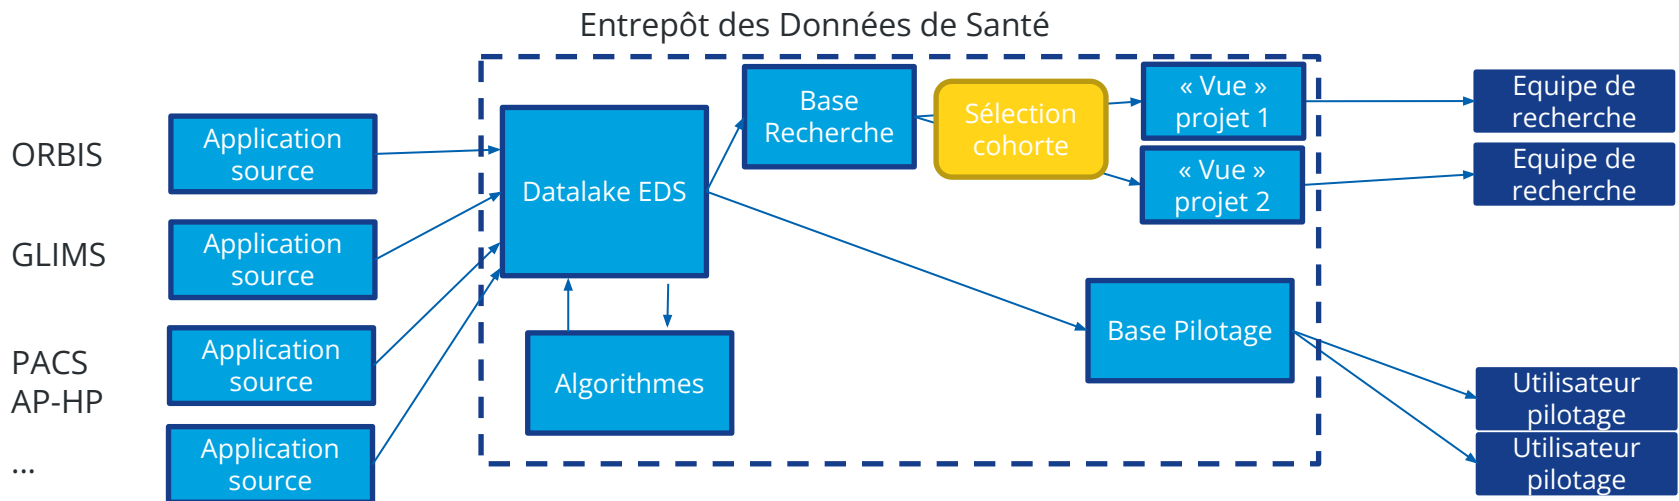 Entrepôt des Données de Santé
ORBIS
GLIMS
PACS
AP-HP
...
Application
source
Application
source
Application
source
Application
source
Datalake EDS
Algorithmes
Base
Recherche
Sélection
cohorte
« Vue »
projet 1
« Vue »
projet 2
Base Pilotage
Equipe de
recherche
Equipe de
recherche
Utilisateur
pilotage
Utilisateur
pilotage